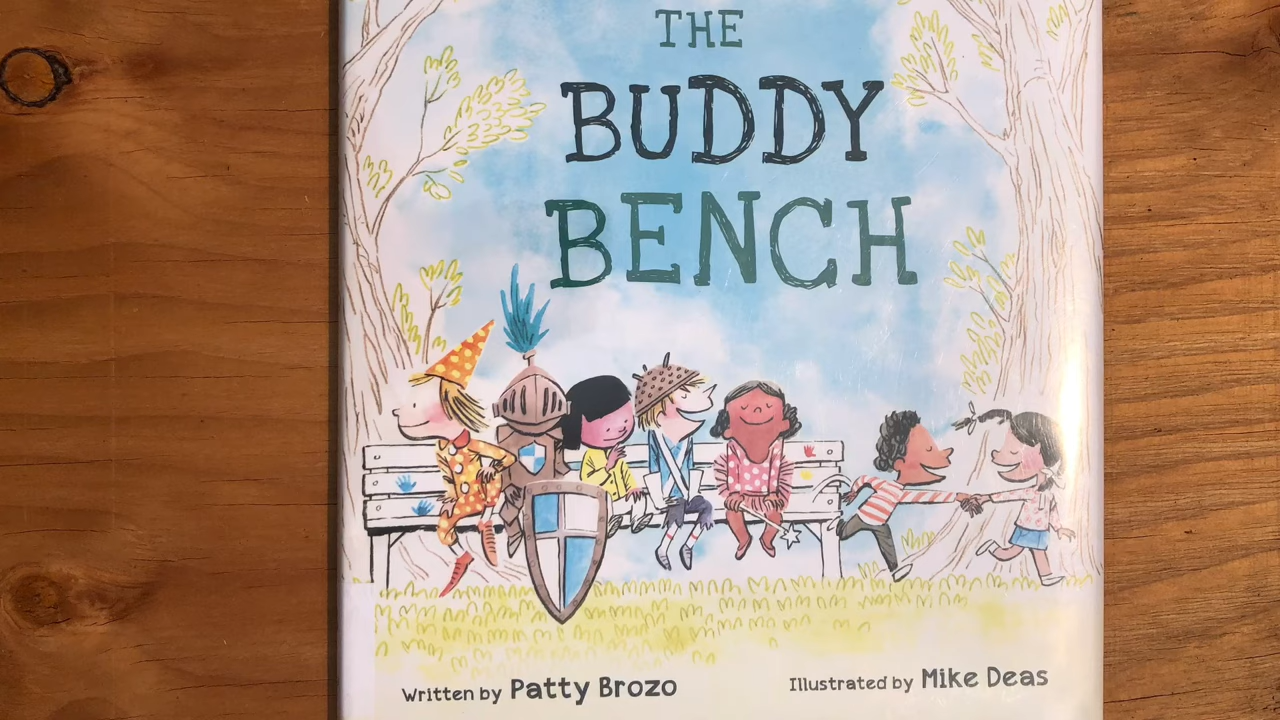 THE
BUDDY
BENCH
Written by Patty Brozo
Illustrated by Mike Deas